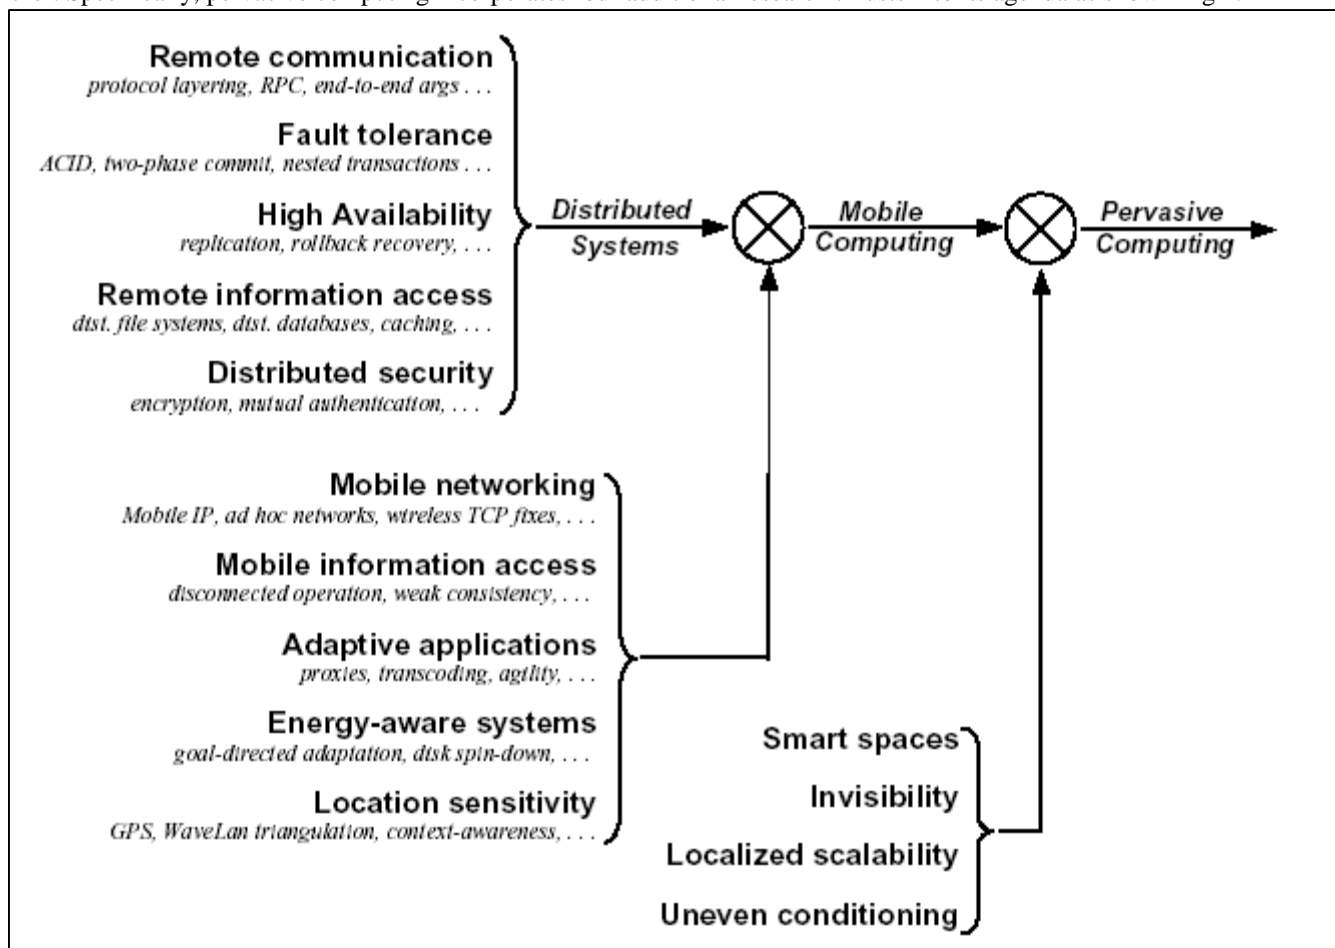 Remote communication
protocol layering, RPC, end-to-end args . . .
Fault tolerance
ACID, two-phase commit, nested transactions . . .
High Availability
replication, rollback recovery, . . .
Remote information access
dist. file systems, dist. databases, caching, . . .
Distributed security
encryption, mutual authentication, . . .
Distributed
Systems
Mobile
Computing
Pervasive
Computing
Mobile networking
Mobile IP, ad hoc networks, wireless TCP fixes, . . .
Mobile information access
disconnected operation, weak consistency, . . .
Adaptive applications
proxies, transcoding, agility, . . .
Energy-aware systems
goal-directed adaptation, disk spin-down, . . .
Location sensitivity
GPS, WaveLan triangulation, context-awareness, . . .
Smart spaces
Invisibility
Localized scalability
Uneven conditioning